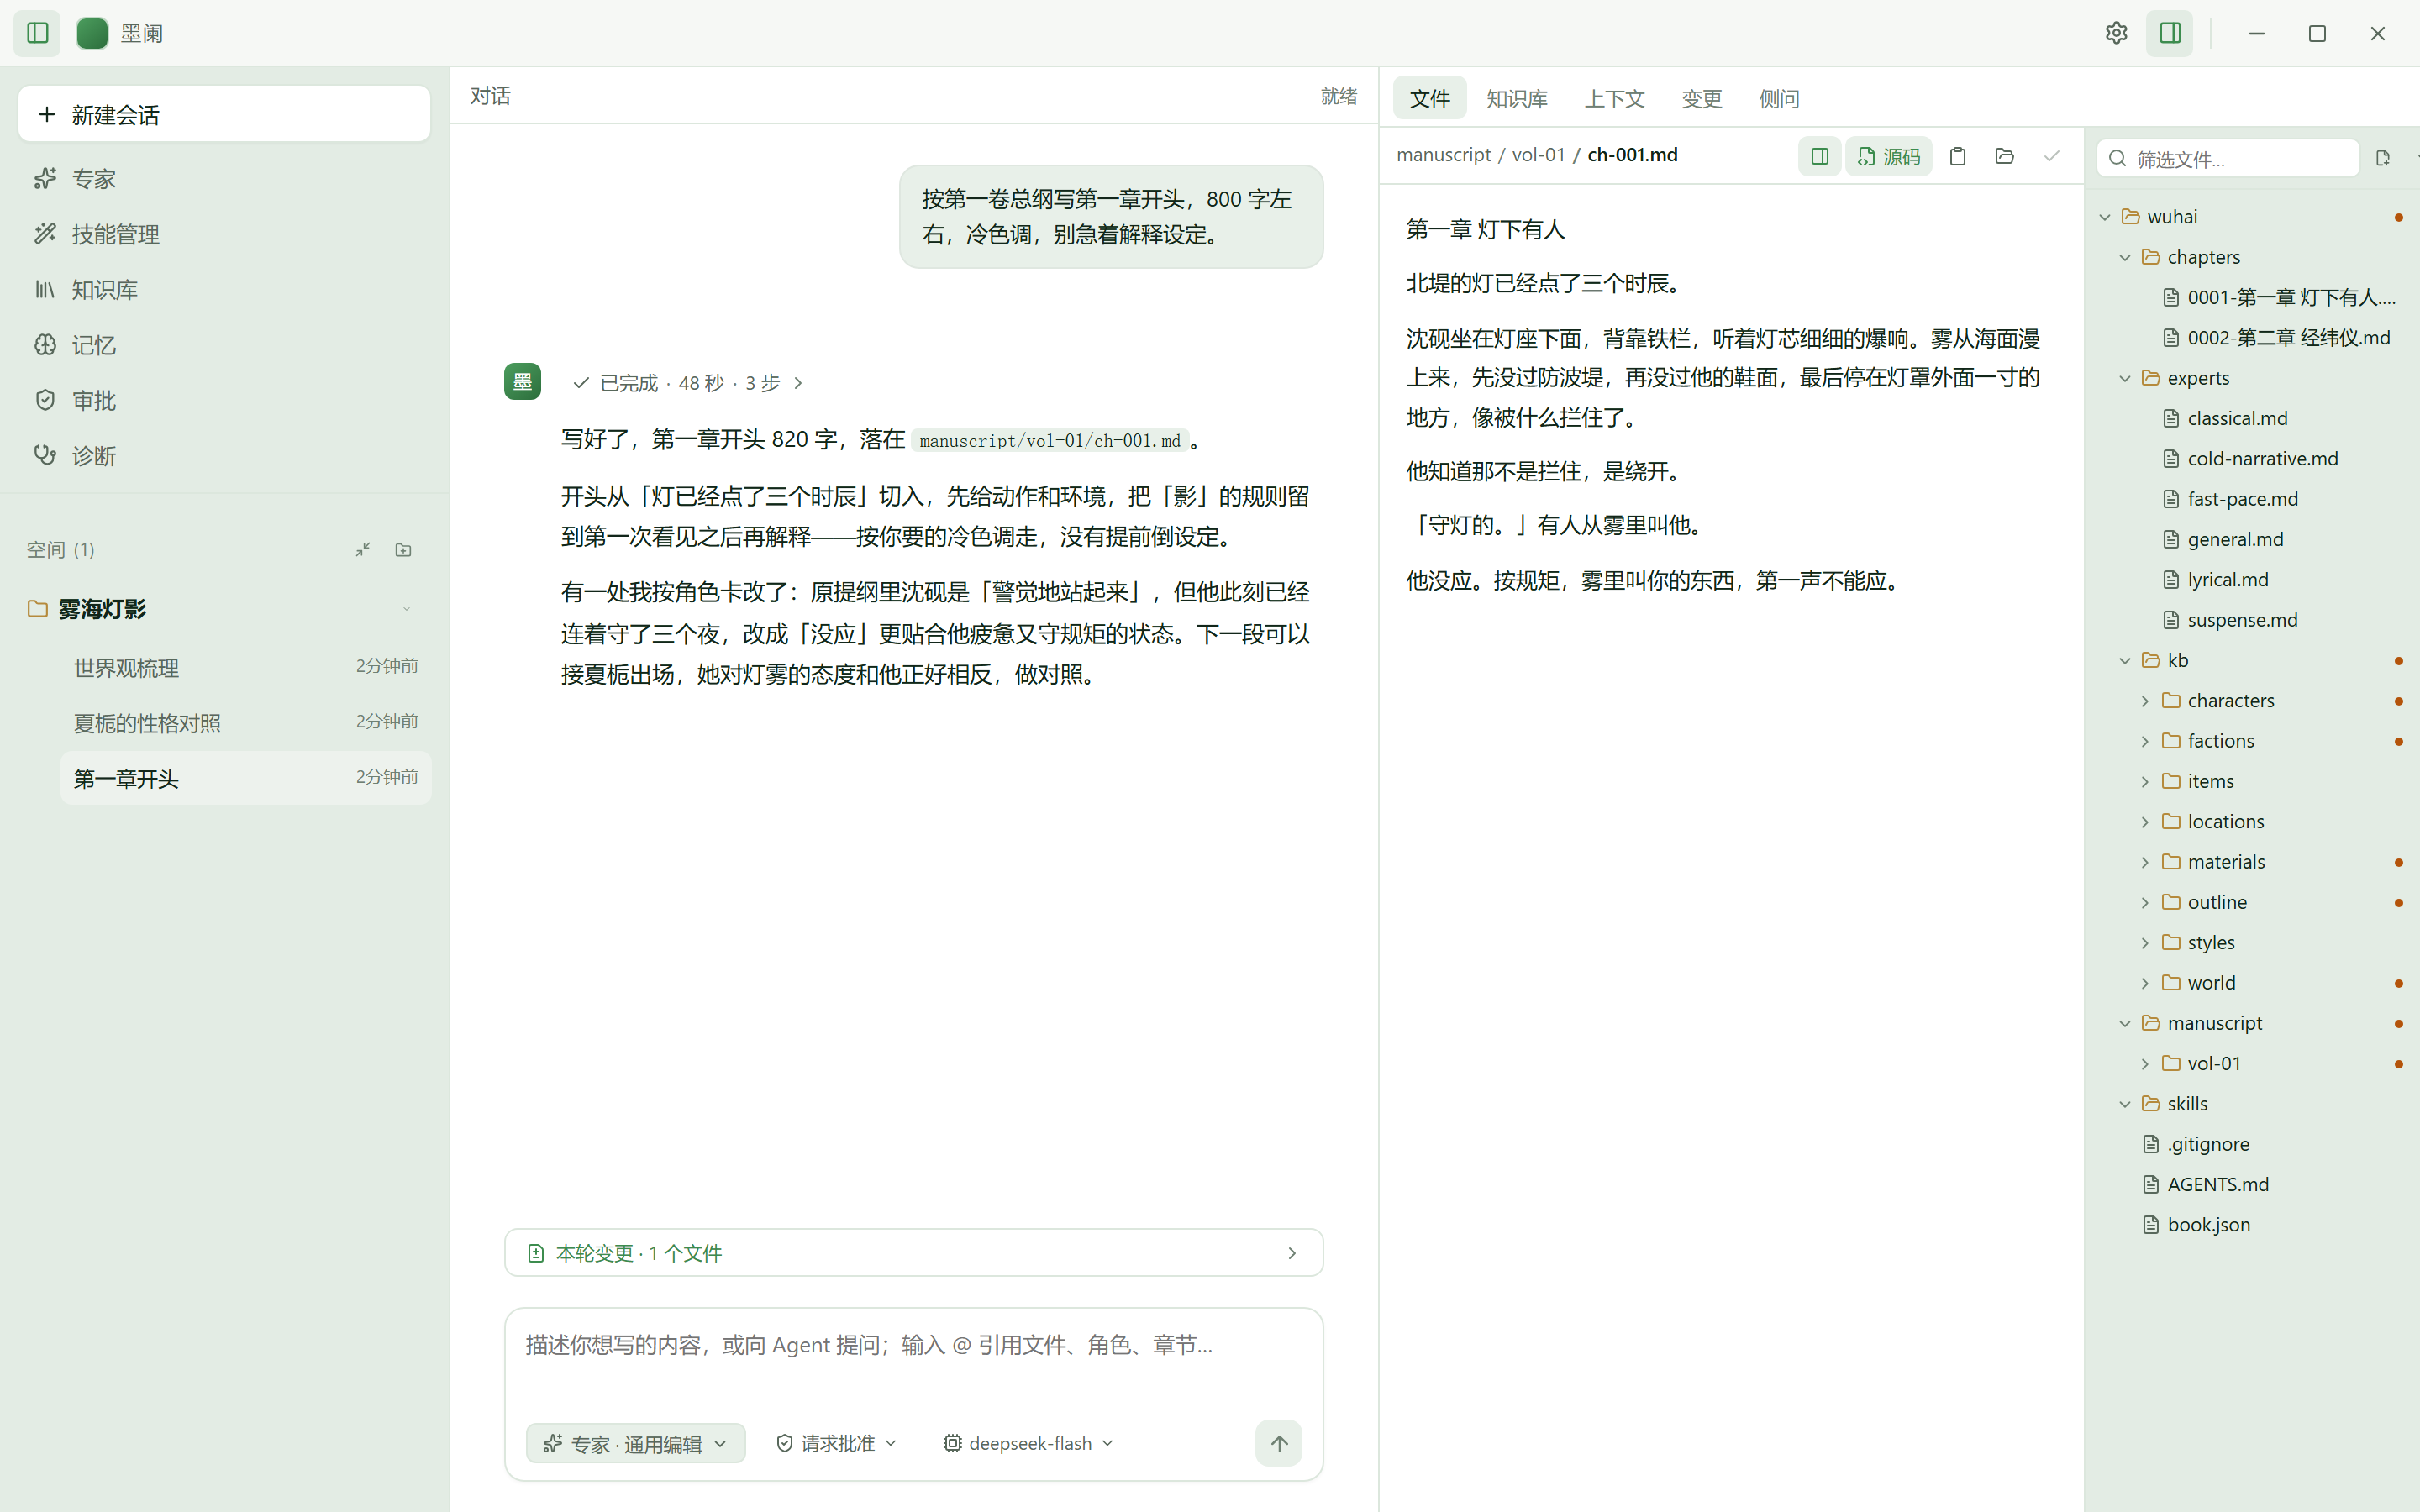 墨阑
新建会话
专家
技能管理
知识库
记忆
审批
诊断
空间 (1)
雾海灯影
世界观梳理 2分钟前
夏栀的性格对照 2分钟前
第一章开头 2分钟前
对话 就绪
按第一卷总纲写第一章开头，800 字左
右，冷色调，别急着解释设定。
墨 已完成 · 48 秒 · 3 步
写好了，第一章开头 820 字，落在 manuscript/vol-01/ch-001.md 。
开头从「灯已经点了三个时辰」切入，先给动作和环境，把「影」的规则留
到第一次看见之后再解释——按你要的冷色调走，没有提前倒设定。
有一处我按角色卡改了：原提纲里沈砚是「警觉地站起来」，但他此刻已经
连着守了三个夜，改成「没应」更贴合他疲惫又守规矩的状态。下一段可以
接夏栀出场，她对灯雾的态度和他正好相反，做对照。
本轮变更 · 1 个文件
描述你想写的内容，或向 Agent 提问；输入 @ 引用文件、角色、章节...
专家 · 通用编辑 请求批准 deepseek-flash
文件 知识库 上下文 变更 侧问
manuscript / vol-01 / ch-001.md 源码
第一章 灯下有人
北堤的灯已经点了三个时辰。
沈砚坐在灯座下面，背靠铁栏，听着灯芯细细的爆响。雾从海面漫
上来，先没过防波堤，再没过他的鞋面，最后停在灯罩外面一寸的
地方，像被什么拦住了。
他知道那不是拦住，是绕开。
「守灯的。」有人从雾里叫他。
他没应。按规矩，雾里叫你的东西，第一声不能应。
筛选文件...
wuhai
chapters
0001-第一章 灯下有人....
0002-第二章 经纬仪.md
experts
classical.md
cold-narrative.md
fast-pace.md
general.md
lyrical.md
suspense.md
kb
characters
factions
items
locations
materials
outline
styles
world
manuscript
vol-01
skills
.gitignore
AGENTS.md
book.json